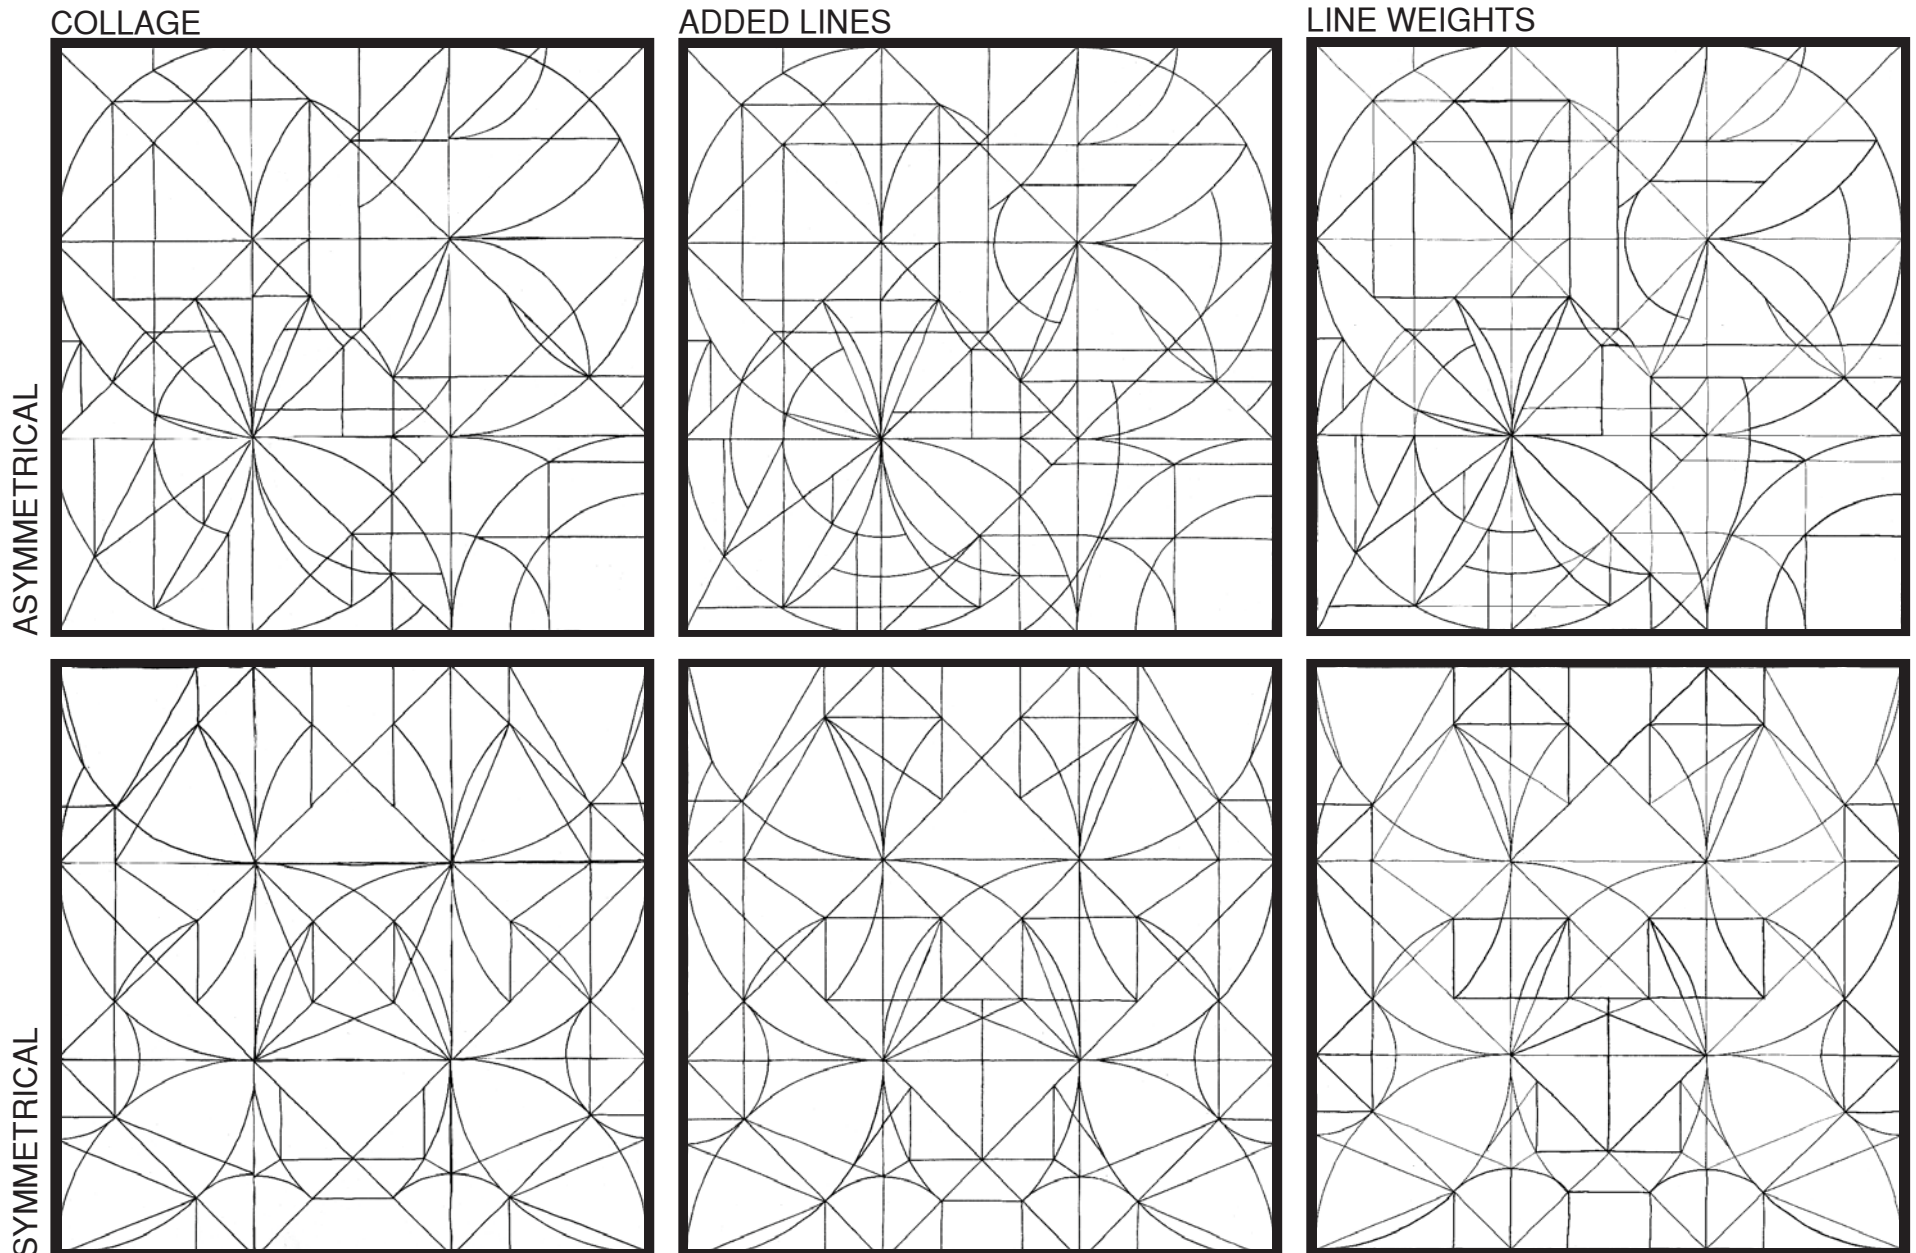 COLLAGE
ADDED LINES
LINE WEIGHTS
ASYMMETRICAL
SYMMETRICAL